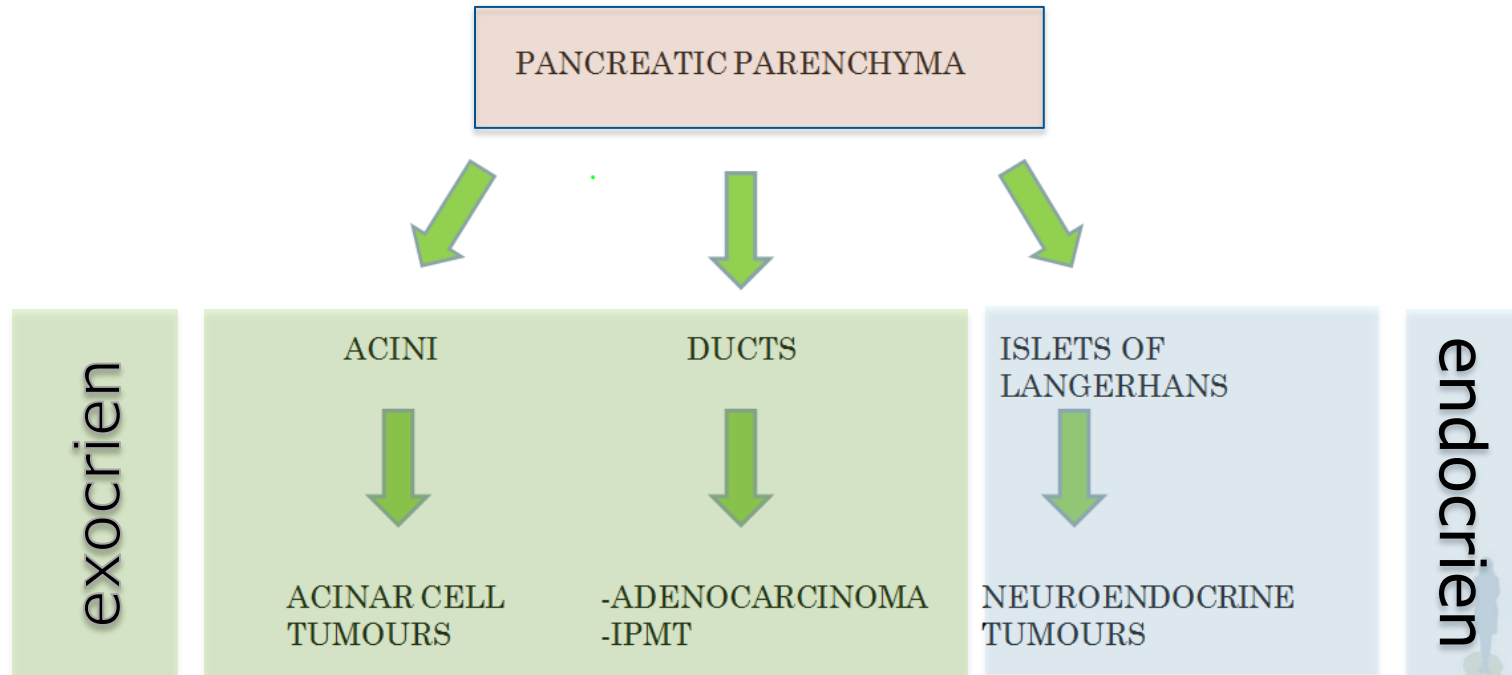 PANCREATIC PARENCHYMA
exocrien
ACINI
DUCTS
ISLETS OF
LANGERHANS
endocrien
ACINAR CELL
TUMOURS
-ADENOCARCINOMA
-IPMT
NEUROENDOCRINE
TUMOURS